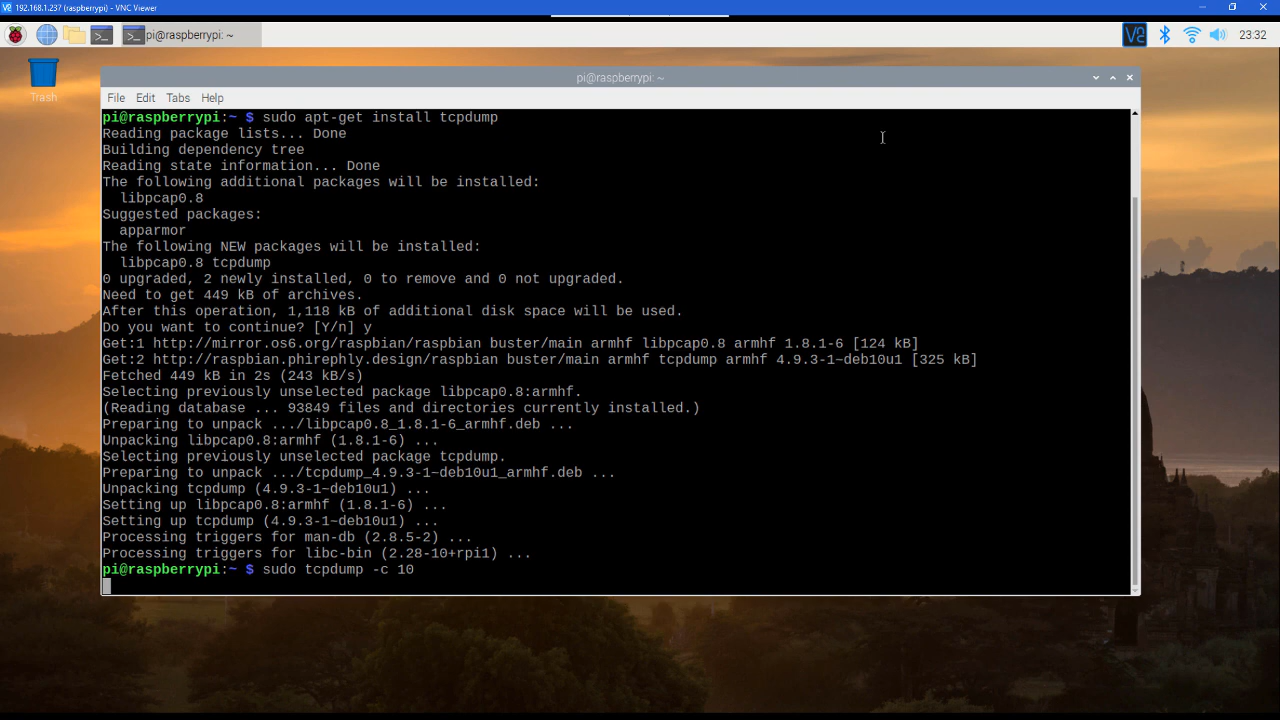 192.168.1.237 (raspberrypi) - VNC Viewer
pi@raspberrypi: ~
23:32
Trash
pi@raspberrypi: ~
File Edit Tabs Help
pi@raspberrypi:~ $ sudo apt-get install tcpdump
Reading package lists... Done
Building dependency tree
Reading state information... Done
The following additional packages will be installed:
  libpcap0.8
Suggested packages:
  apparmor
The following NEW packages will be installed:
  libpcap0.8 tcpdump
0 upgraded, 2 newly installed, 0 to remove and 0 not upgraded.
Need to get 449 kB of archives.
After this operation, 1,118 kB of additional disk space will be used.
Do you want to continue? [Y/n] y
Get:1 http://mirror.os6.org/raspbian/raspbian buster/main armhf libpcap0.8 armhf 1.8.1-6 [124 kB]
Get:2 http://raspbian.phirephly.design/raspbian buster/main armhf tcpdump armhf 4.9.3-1~deb10u1 [325 kB]
Fetched 449 kB in 2s (243 kB/s)
Selecting previously unselected package libpcap0.8:armhf.
(Reading database ... 93849 files and directories currently installed.)
Preparing to unpack .../libpcap0.8_1.8.1-6_armhf.deb ...
Unpacking libpcap0.8:armhf (1.8.1-6) ...
Selecting previously unselected package tcpdump.
Preparing to unpack .../tcpdump_4.9.3-1~deb10u1_armhf.deb ...
Unpacking tcpdump (4.9.3-1~deb10u1) ...
Setting up libpcap0.8:armhf (1.8.1-6) ...
Setting up tcpdump (4.9.3-1~deb10u1) ...
Processing triggers for man-db (2.8.5-2) ...
Processing triggers for libc-bin (2.28-10+rpi1) ...
pi@raspberrypi:~ $ sudo tcpdump -c 10